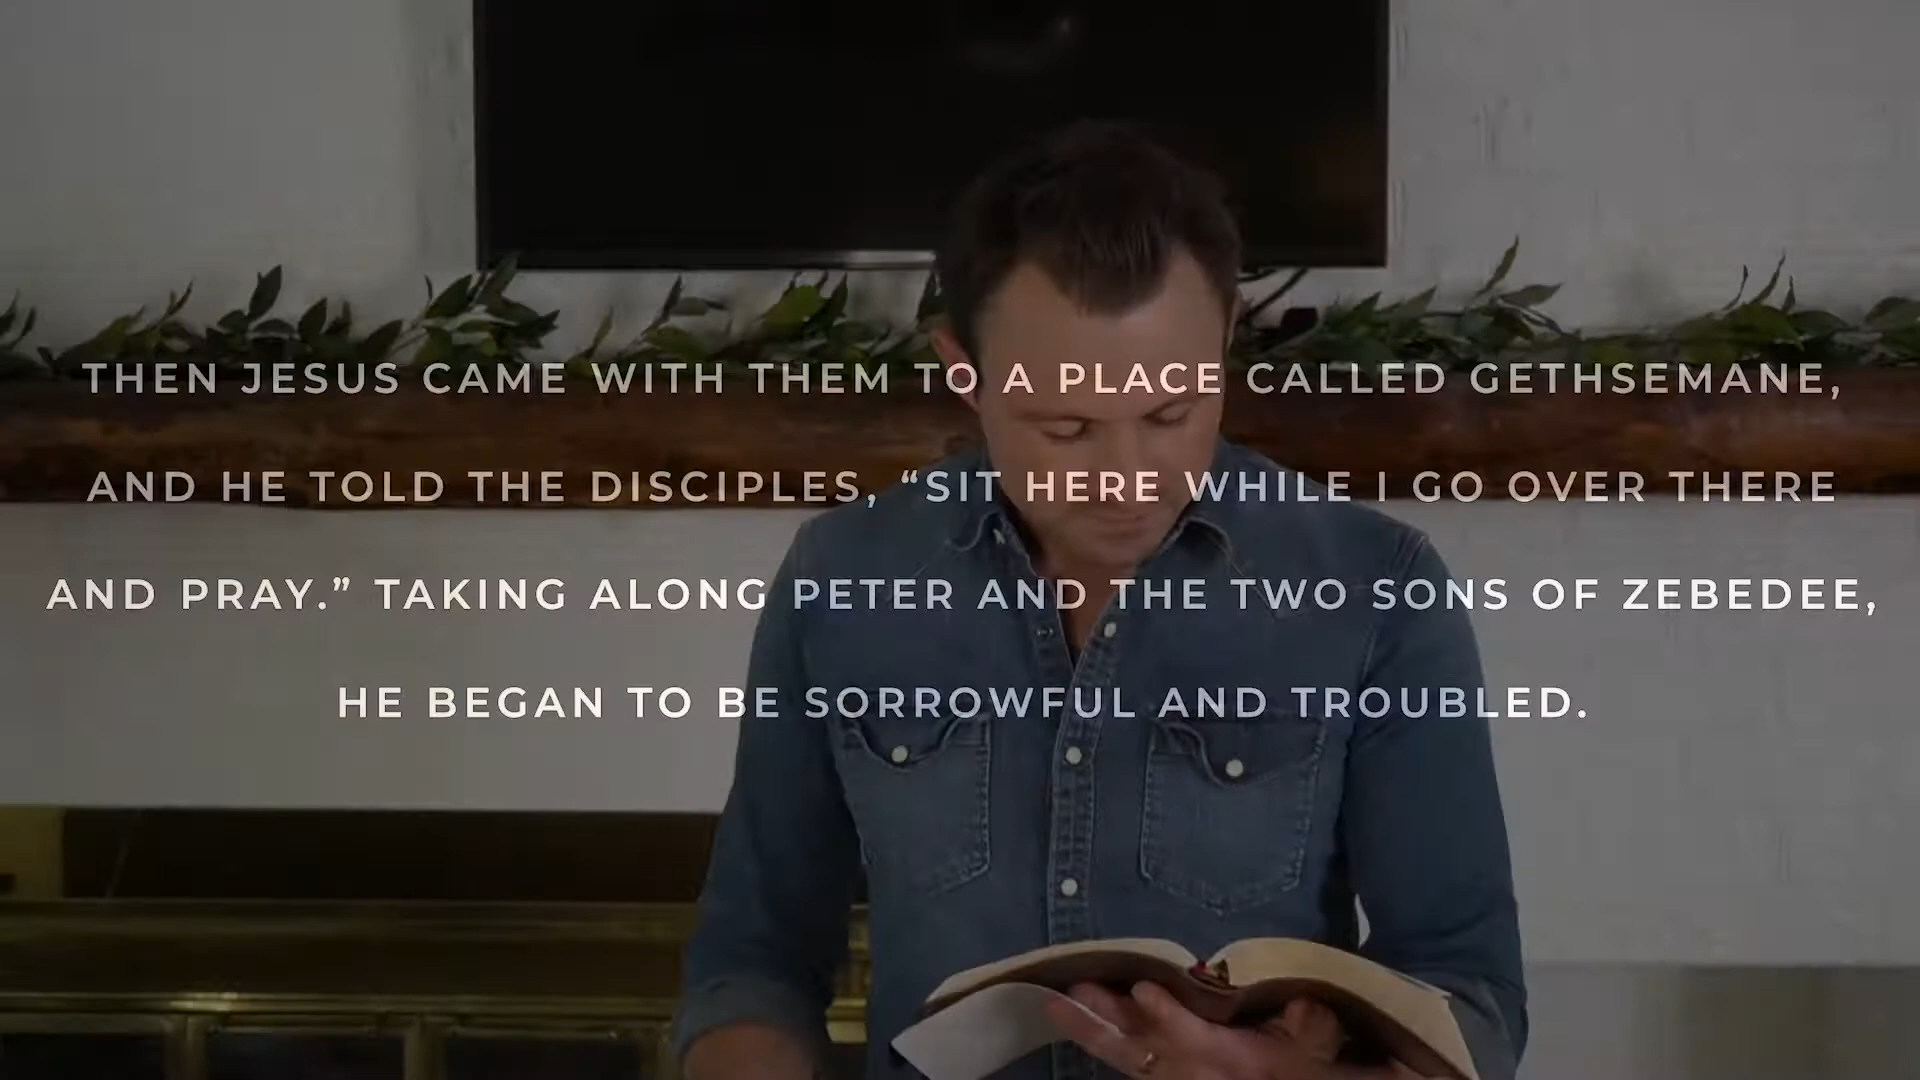 THEN JESUS CAME WITH THEM TO A PLACE CALLED GETHSEMANE,
AND HE TOLD THE DISCIPLES, “SIT HERE WHILE I GO OVER THERE
AND PRAY.” TAKING ALONG PETER AND THE TWO SONS OF ZEBEDEE,
HE BEGAN TO BE SORROWFUL AND TROUBLED.